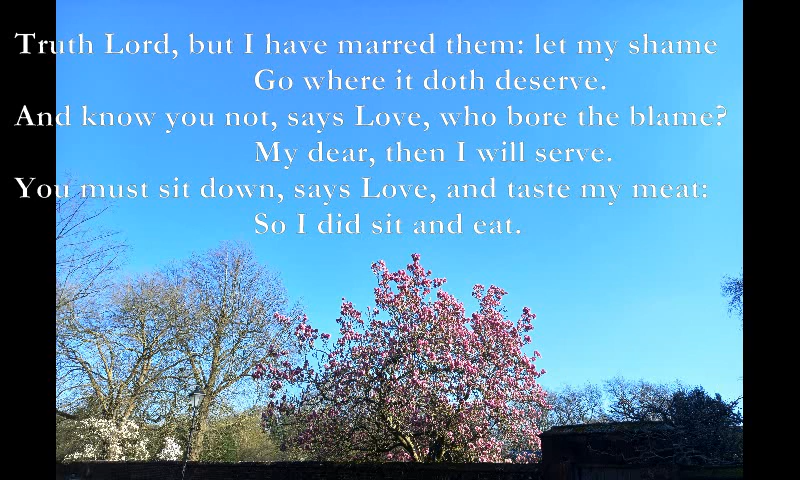 Truth Lord, but I have marred them: let my shame
Go where it doth deserve.
And know you not, says Love, who bore the blame?
My dear, then I will serve.
You must sit down, says Love, and taste my meat:
So I did sit and eat.